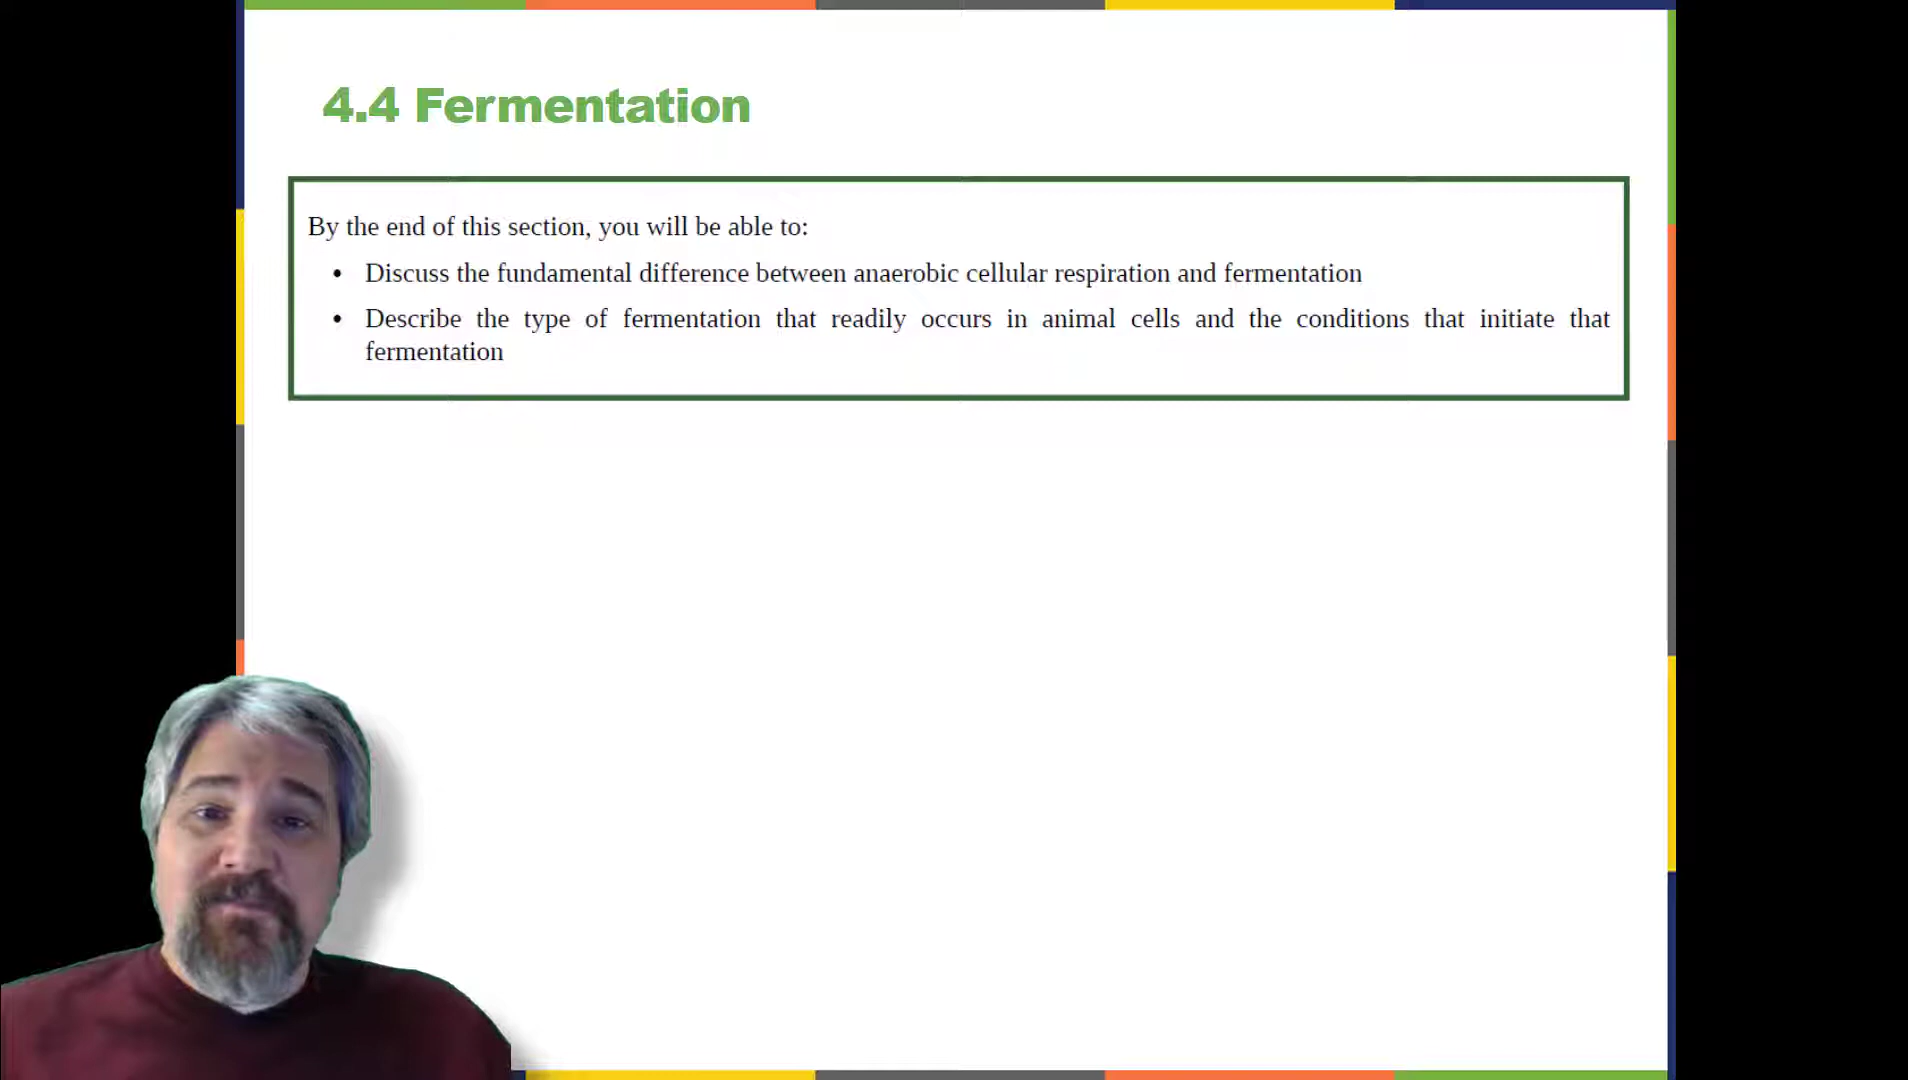 4.4 Fermentation
By the end of this section, you will be able to:
• Discuss the fundamental difference between anaerobic cellular respiration and fermentation
• Describe the type of fermentation that readily occurs in animal cells and the conditions that initiate that
fermentation